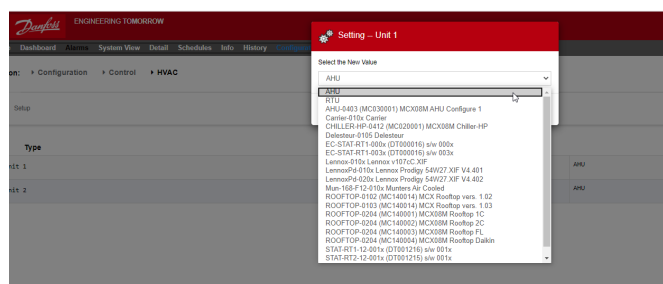 Danfoss
ENGINEERING TOMORROW
Dashboard Alarms System View Detail Schedules Info History
on: Configuration Control HVAC
Setup
Type
nit 1 AHU
nit 2 AHU
Setting -- Unit 1
Select the New Value
AHU
AHU
RTU
AHU-0403 (MC030001) MCX08M AHU Configure 1
Carrier-010x Carrier
CHILLER-HP-0412 (MC020001) MCX08M Chiller-HP
Delesteur-0105 Delesteur
EC-STAT-RT1-000x (DT000016) s/w 000x
EC-STAT-RT1-003x (DT000016) s/w 003x
Lennox-010x Lennox v107cC.XIF
LennoxPd-010x Lennox Prodigy 54W27.XIF V4.401
LennoxPd-020x Lennox Prodigy 54W27.XIF V4.402
Mun-168-F12-010x Munters Air Cooled
ROOFTOP-0102 (MC140014) MCX Rooftop vers. 1.02
ROOFTOP-0103 (MC140014) MCX Rooftop vers. 1.03
ROOFTOP-0204 (MC140001) MCX08M Rooftop 1C
ROOFTOP-0204 (MC140002) MCX08M Rooftop 2C
ROOFTOP-0204 (MC140003) MCX08M Rooftop FL
ROOFTOP-0204 (MC140004) MCX08M Rooftop Daikin
STAT-RT1-12-001x (DT001216) s/w 001x
STAT-RT2-12-001x (DT001215) s/w 001x